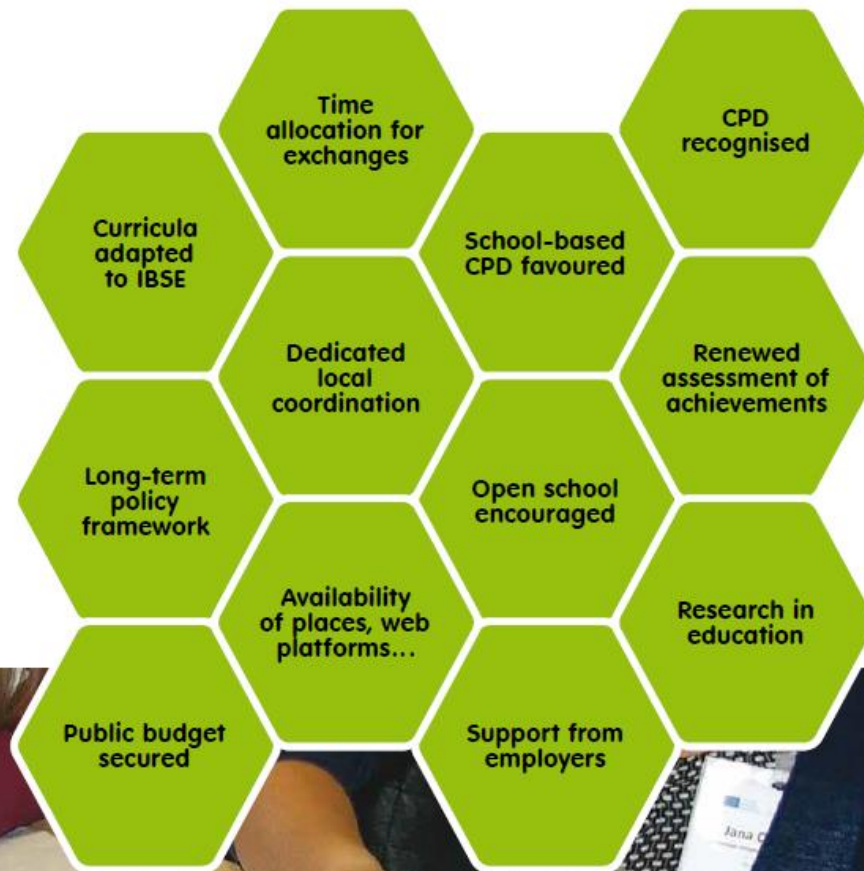 Time
allocation for
exchanges
CPD
recognised
Curricula
adapted
to IBSE
School-based
CPD favoured
Dedicated
local
coordination
Renewed
assessment of
achievements
Long-term
policy
framework
Open school
encouraged
Availability
of places, web
platforms...
Research in
education
Public budget
secured
Support from
employers
Jana